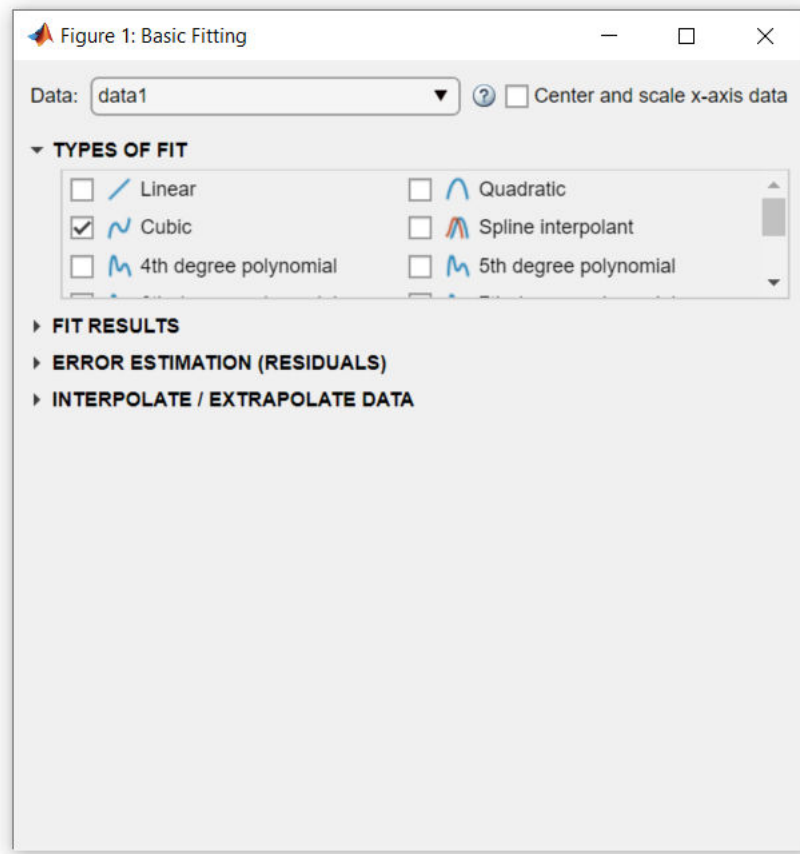 Figure 1: Basic Fitting
Data: data1 ? Center and scale x-axis data
TYPES OF FIT
Linear Quadratic
Cubic Spline interpolant
4th degree polynomial 5th degree polynomial
FIT RESULTS
ERROR ESTIMATION (RESIDUALS)
INTERPOLATE / EXTRAPOLATE DATA